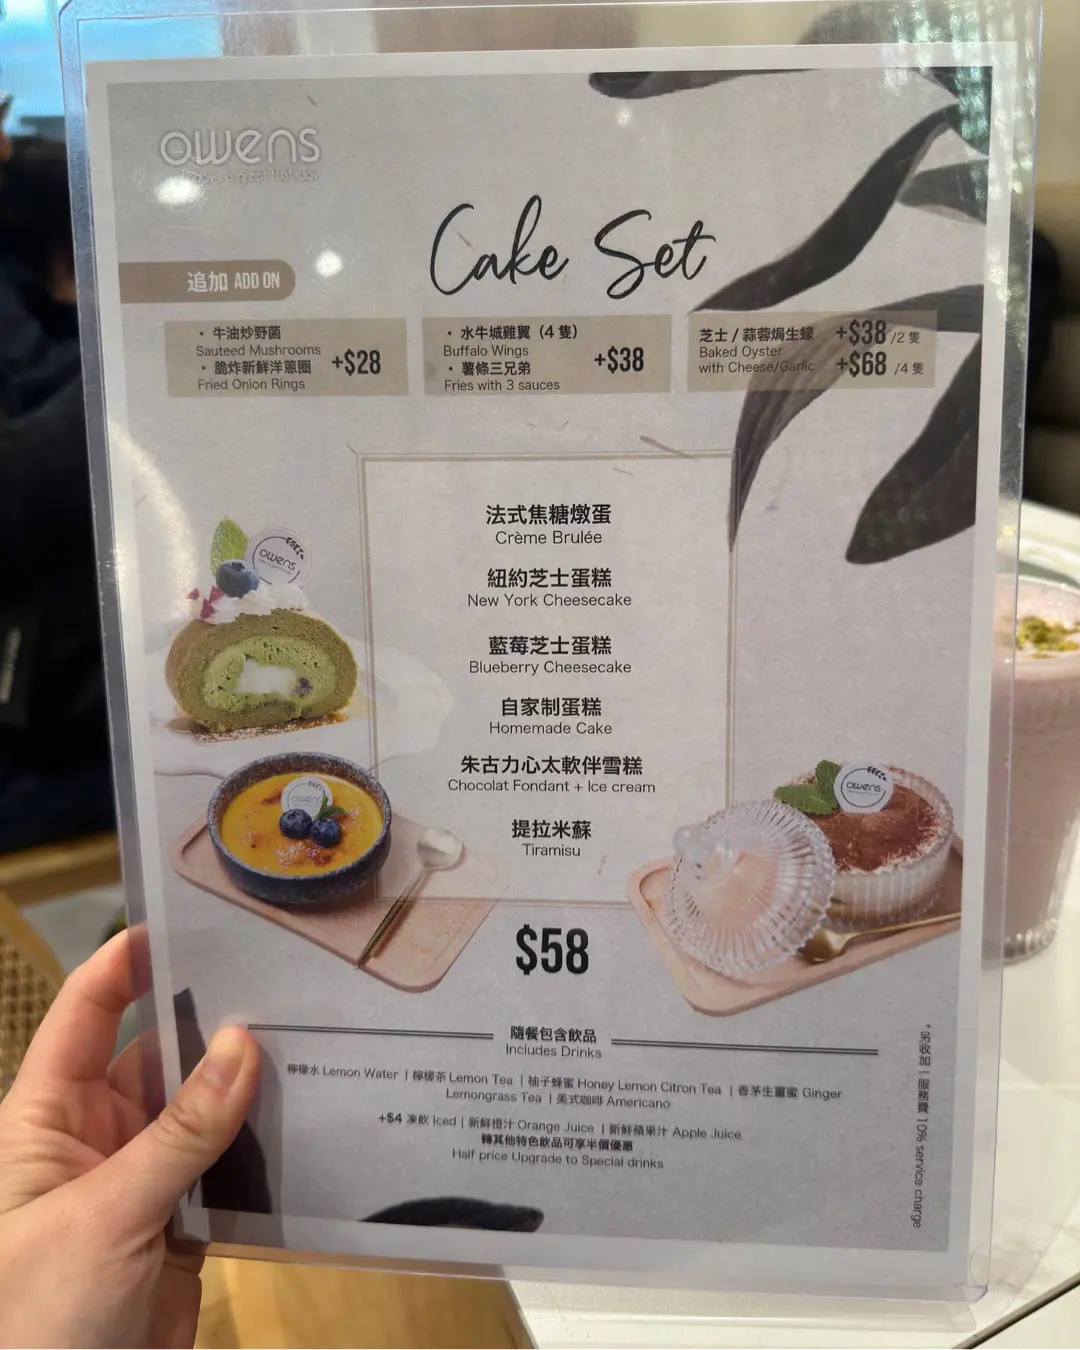 owens
Cake Set
追加 ADD ON
・牛油炒野菌
Sauteed Mushrooms
・脆炸新鮮洋蔥圈
Fried Onion Rings
+$28
・水牛城雞翼（4 隻）
Buffalo Wings
・薯條三兄弟
Fries with 3 sauces
+$38
芝士 / 蒜蓉焗生蠔 +$38 /2 隻
Baked Oyster
with Cheese/Garlic +$68 /4 隻
法式焦糖燉蛋
Crème Brulée
紐約芝士蛋糕
New York Cheesecake
藍莓芝士蛋糕
Blueberry Cheesecake
自家制蛋糕
Homemade Cake
朱古力心太軟伴雪糕
Chocolat Fondant + Ice cream
提拉米蘇
Tiramisu
owens
owens
owens
$58
隨餐包含飲品
Includes Drinks
檸檬水 Lemon Water | 檸檬茶 Lemon Tea | 柚子蜂蜜 Honey Lemon Citron Tea | 香茅生薑蜜 Ginger
Lemongrass Tea | 美式咖啡 Americano
+$4 凍飲 Iced | 新鮮橙汁 Orange Juice | 新鮮蘋果汁 Apple Juice
轉其他特色飲品可享半價優惠
Half price Upgrade to Special drinks
*另收加一服務費 10% service charge